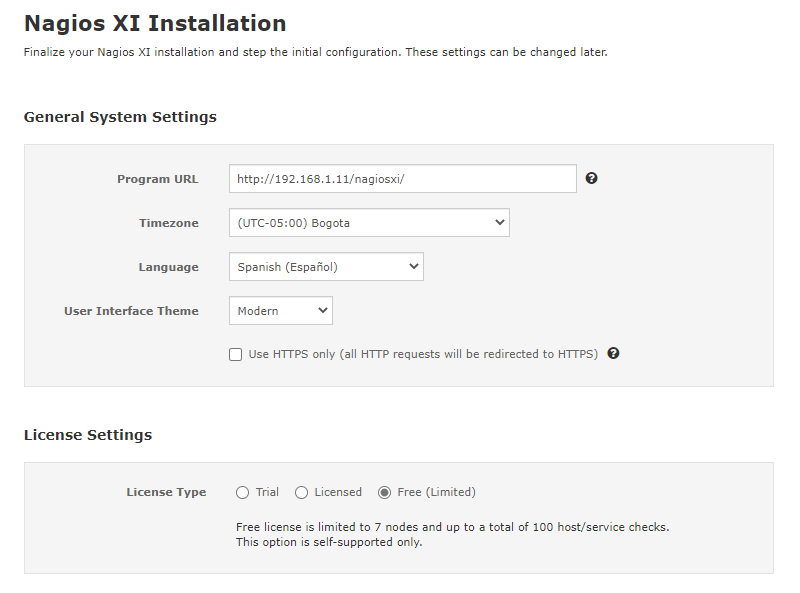 Nagios XI Installation
Finalize your Nagios XI installation and step the initial configuration. These settings can be changed later.
General System Settings
Program URL http://192.168.1.11/nagiosxi/
Timezone (UTC-05:00) Bogota
Language Spanish (Español)
User Interface Theme Modern
Use HTTPS only (all HTTP requests will be redirected to HTTPS)
License Settings
License Type Trial Licensed Free (Limited)
Free license is limited to 7 nodes and up to a total of 100 host/service checks.
This option is self-supported only.